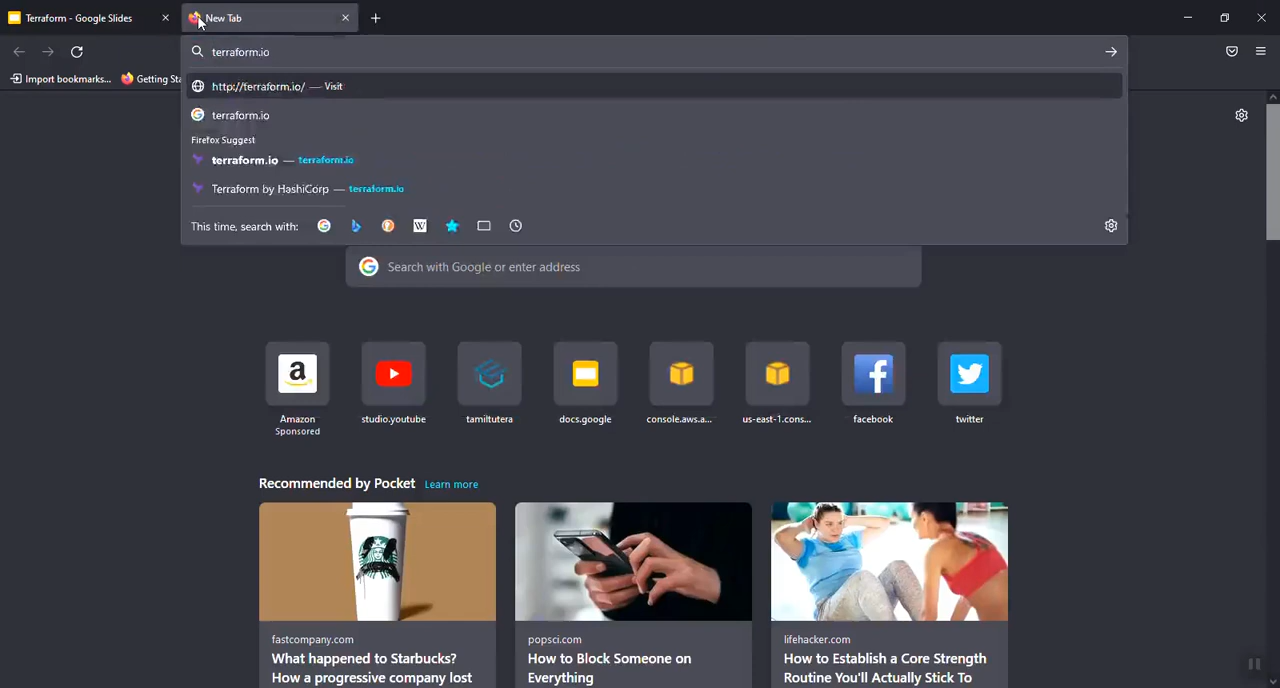 Terraform - Google Slides
New Tab
terraform.io
Import bookmarks...
Getting Sta
http://terraform.io/ — Visit
terraform.io
Firefox Suggest
terraform.io — terraform.io
Terraform by HashiCorp — terraform.io
This time, search with:
W
Search with Google or enter address
a
f
Amazon
Sponsored
studio.youtube
tamiltutera
docs.google
console.aws.a...
us-east-1.cons...
facebook
twitter
Recommended by Pocket Learn more
fastcompany.com
What happened to Starbucks?
How a progressive company lost
popsci.com
How to Block Someone on
Everything
lifehacker.com
How to Establish a Core Strength
Routine You'll Actually Stick To